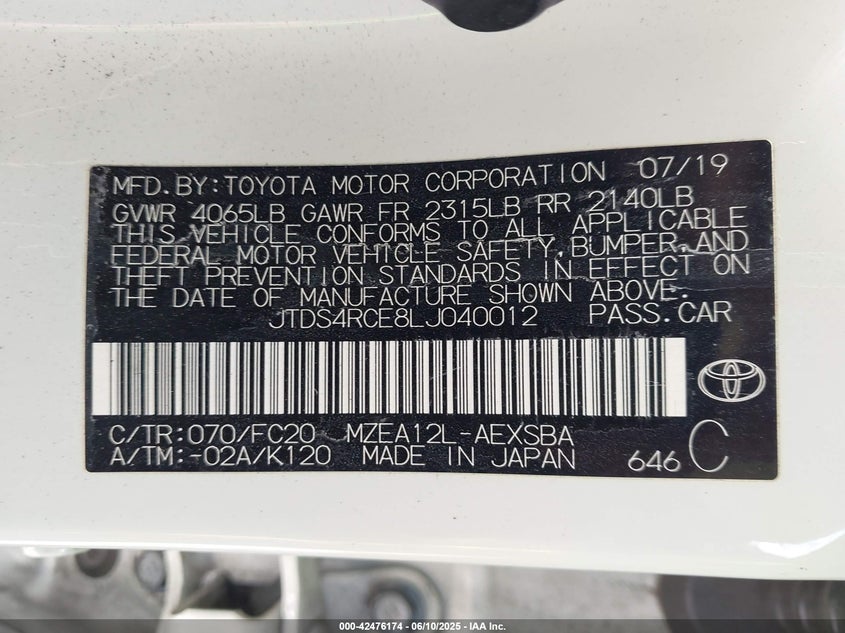 MFD.BY:TOYOTA MOTOR CORPORATION 07/19
GVWR 4065LB GAWR FR 2315LB RR 2140LB
THIS VEHICLE CONFORMS TO ALL APPLICABLE
FEDERAL MOTOR VEHICLE SAFETY, BUMPER, AND
THEFT PREVENTION STANDARDS IN EFFECT ON
THE DATE OF MANUFACTURE SHOWN ABOVE.
JTDS4RCE8LJ040012 PASS.CAR
C/TR:070/FC20 MZEA12L-AEXSBA
A/TM:-02A/K120 MADE IN JAPAN 646 C
000-42476174 - 06/10/2025 - IAA Inc.